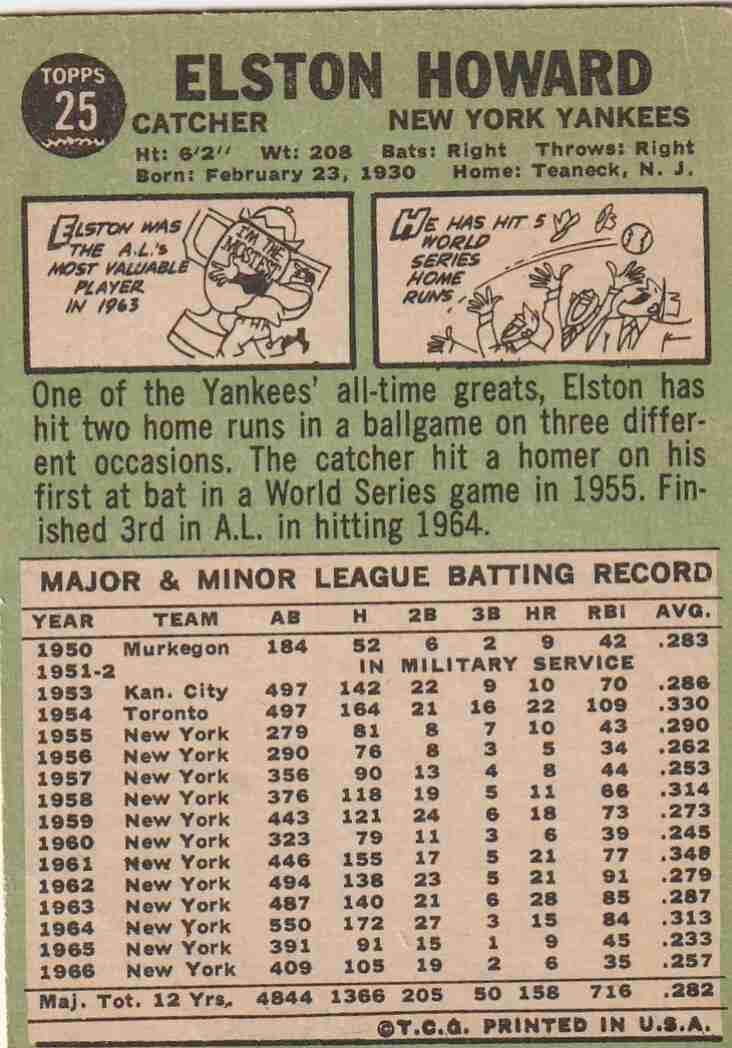 TOPPS
25
ELSTON HOWARD
CATCHER NEW YORK YANKEES
Ht: 6'2" Wt: 208 Bats: Right Throws: Right
Born: February 23, 1930 Home: Teaneck, N. J.
ELSTON WAS
THE A.L.'s
MOST VALUABLE
PLAYER
IN 1963
I'M THE
MOSTEST
HE HAS HIT 5
WORLD
SERIES
HOME
RUNS
One of the Yankees' all-time greats, Elston has
hit two home runs in a ballgame on three differ-
ent occasions. The catcher hit a homer on his
first at bat in a World Series game in 1955. Fin-
ished 3rd in A.L. in hitting 1964.
MAJOR & MINOR LEAGUE BATTING RECORD
YEAR TEAM AB H 2B 3B HR RBI AVG.
1950 Murkegon 184 52 6 2 9 42 .283
1951-2 IN MILITARY SERVICE
1953 Kan. City 497 142 22 9 10 70 .286
1954 Toronto 497 164 21 16 22 109 .330
1955 New York 279 81 8 7 10 43 .290
1956 New York 290 76 8 3 5 34 .262
1957 New York 356 90 13 4 8 44 .253
1958 New York 376 118 19 5 11 66 .314
1959 New York 443 121 24 6 18 73 .273
1960 New York 323 79 11 3 6 39 .245
1961 New York 446 155 17 5 21 77 .348
1962 New York 494 138 23 5 21 91 .279
1963 New York 487 140 21 6 28 85 .287
1964 New York 550 172 27 3 15 84 .313
1965 New York 391 91 15 1 9 45 .233
1966 New York 409 105 19 2 6 35 .257
Maj. Tot. 12 Yrs. 4844 1366 205 50 158 716 .282
©T.C.G. PRINTED IN U.S.A.